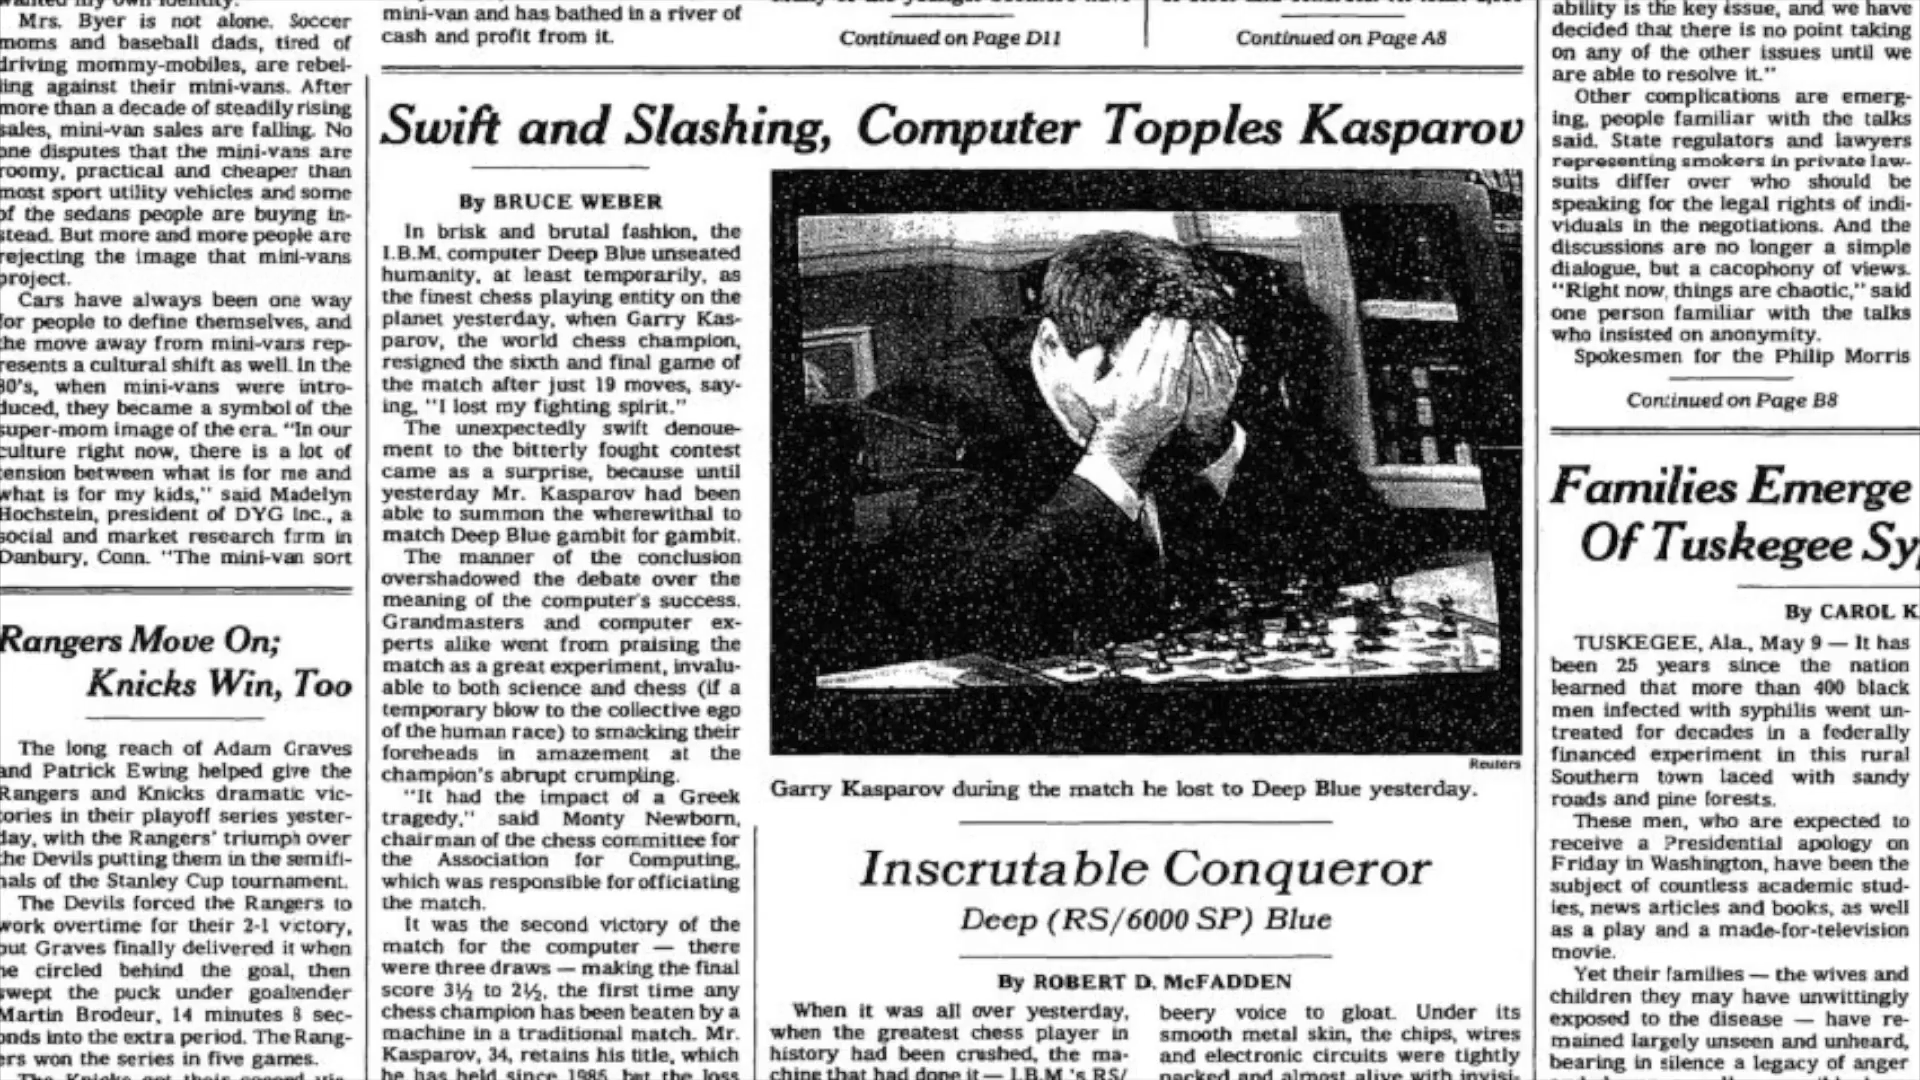 Mrs. Byer is not alone. Soccer
moms and baseball dads, tired of
driving mommy-mobiles, are rebel-
ling against their mini-vans. After
more than a decade of steadily rising
sales, mini-van sales are falling. No
one disputes that the mini-vans are
roomy, practical and cheaper than
most sport utility vehicles and some
of the sedans people are buying in-
stead. But more and more people are
rejecting the image that mini-vans
project.
Cars have always been one way
for people to define themselves, and
the move away from mini-vans rep-
resents a cultural shift as well. In the
80's, when mini-vans were intro-
duced, they became a symbol of the
super-mom image of the era. "In our
culture right now, there is a lot of
tension between what is for me and
what is for my kids," said Madelyn
Hochstein, president of DYG Inc., a
social and market research firm in
Danbury, Conn. "The mini-van sort
Rangers Move On;
Knicks Win, Too
The long reach of Adam Graves
and Patrick Ewing helped give the
Rangers and Knicks dramatic vic-
tories in their playoff series yester-
day, with the Rangers' triumph over
the Devils putting them in the semifi-
nals of the Stanley Cup tournament.
The Devils forced the Rangers to
work overtime for their 2-1 victory,
but Graves finally delivered it when
he circled behind the goal, then
swept the puck under goaltender
Martin Brodeur, 14 minutes 8 sec-
onds into the extra period. The Rang-
ers won the series in five games.
mini-van and has bathed in a river of
cash and profit from it.
Continued on Page D11
Continued on Page A8
Swift and Slashing, Computer Topples Kasparov
By BRUCE WEBER
In brisk and brutal fashion, the
I.B.M. computer Deep Blue unseated
humanity, at least temporarily, as
the finest chess playing entity on the
planet yesterday, when Garry Kas-
parov, the world chess champion,
resigned the sixth and final game of
the match after just 19 moves, say-
ing, "I lost my fighting spirit."
The unexpectedly swift denoue-
ment to the bitterly fought contest
came as a surprise, because until
yesterday Mr. Kasparov had been
able to summon the wherewithal to
match Deep Blue gambit for gambit.
The manner of the conclusion
overshadowed the debate over the
meaning of the computer's success.
Grandmasters and computer ex-
perts alike went from praising the
match as a great experiment, invalu-
able to both science and chess (if a
temporary blow to the collective ego
of the human race) to smacking their
foreheads in amazement at the
champion's abrupt crumpling.
"It had the impact of a Greek
tragedy," said Monty Newborn,
chairman of the chess committee for
the Association for Computing,
which was responsible for officiating
the match.
It was the second victory of the
match for the computer — there
were three draws — making the final
score 3½ to 2½, the first time any
chess champion has been beaten by a
machine in a traditional match. Mr.
Kasparov, 34, retains his title, which
he has held since 1985, but the loss
Reuters
Garry Kasparov during the match he lost to Deep Blue yesterday.
Inscrutable Conqueror
Deep (RS/6000 SP) Blue
By ROBERT D. McFADDEN
When it was all over yesterday,
when the greatest chess player in
history had been crushed, the ma-
chine that had done it — I.B.M.'s RS/
beery voice to gloat. Under its
smooth metal skin, the chips, wires
and electronic circuits were tightly
packed and almost alive with invisi-
ability is the key issue, and we have
decided that there is no point taking
on any of the other issues until we
are able to resolve it."
Other complications are emerg-
ing, people familiar with the talks
said. State regulators and lawyers
representing smokers in private law-
suits differ over who should be
speaking for the legal rights of indi-
viduals in the negotiations. And the
discussions are no longer a simple
dialogue, but a cacophony of views.
"Right now, things are chaotic," said
one person familiar with the talks
who insisted on anonymity.
Spokesmen for the Philip Morris
Continued on Page B8
Families Emerge
Of Tuskegee Sy
By CAROL K
TUSKEGEE, Ala., May 9 — It has
been 25 years since the nation
learned that more than 400 black
men infected with syphilis went un-
treated for decades in a federally
financed experiment in this rural
Southern town laced with sandy
roads and pine forests.
These men, who are expected to
receive a Presidential apology on
Friday in Washington, have been the
subject of countless academic stud-
ies, news articles and books, as well
as a play and a made-for-television
movie.
Yet their families — the wives and
children they may have unwittingly
exposed to the disease — have re-
mained largely unseen and unheard,
bearing in silence a legacy of anger